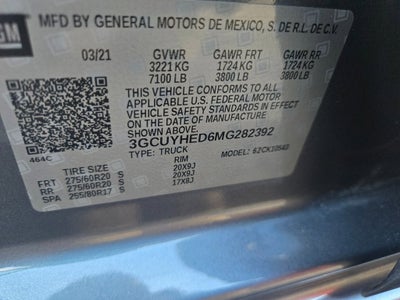 GM
MFD BY GENERAL MOTORS DE MEXICO, S. DE R.L. DE C.V.
03/21 GVWR GAWR FRT GAWR RR
3221 KG 1724 KG 1724 KG
7100 LB 3800 LB 3800 LB
THIS VEHICLE CONFORMS TO ALL
APPLICABLE U.S. FEDERAL MOTOR
VEHICLE SAFETY STANDARDS IN EFFECT
ON THE DATE OF MANUFACTURE SHOWN ABOVE.
3GCUYHED6MG282392
464C TYPE: TRUCK MODEL:
TIRE SIZE RIM
FRT 275/60R20 S 20X9J
RR 275/60R20 S 20X9J
SPA 255/80R17 S 17X8J